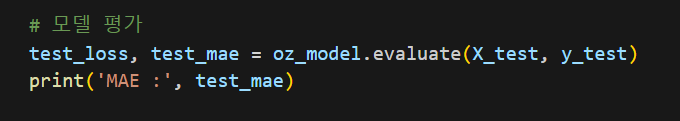 # 모델 평가
test_loss, test_mae = oz_model.evaluate(X_test, y_test)
print('MAE :', test_mae)